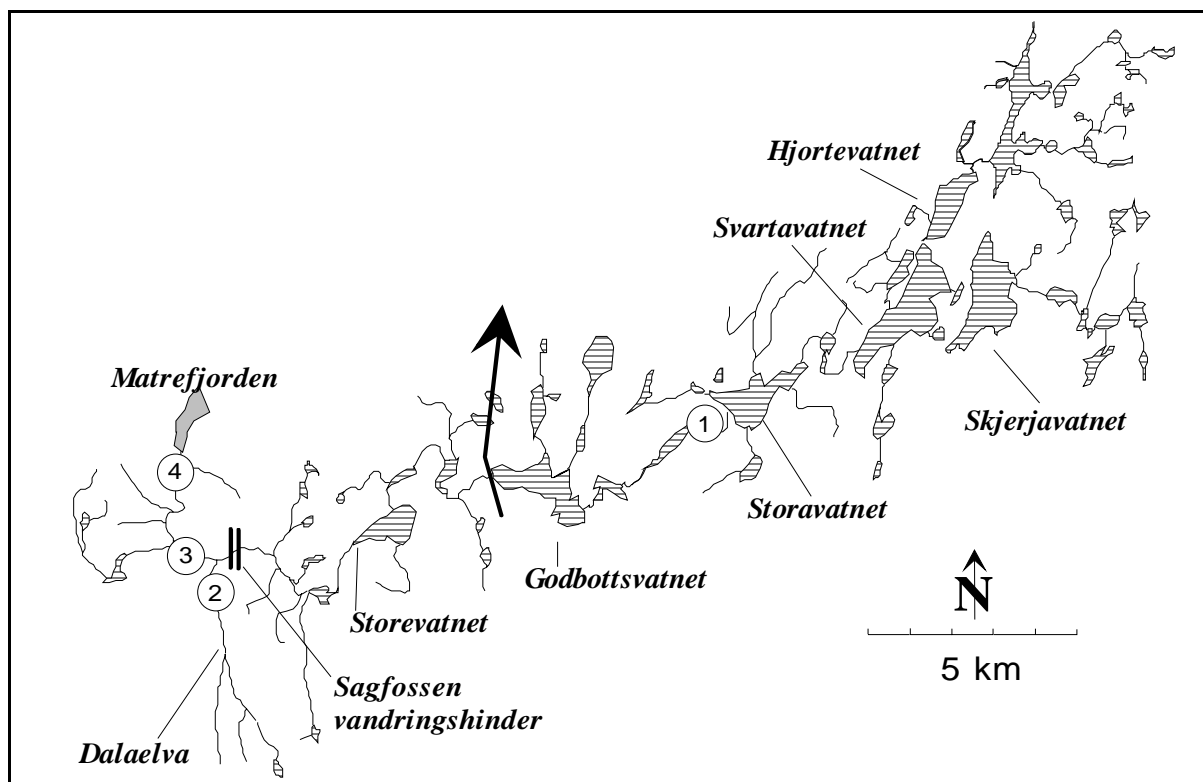 Hjortevatnet
Svartavatnet
Matrefjorden
1
Skjerjavatnet
4
Storavatnet
3
Godbottsvatnet
N
2
Storevatnet
5 km
Sagfossen
vandringshinder
Dalaelva